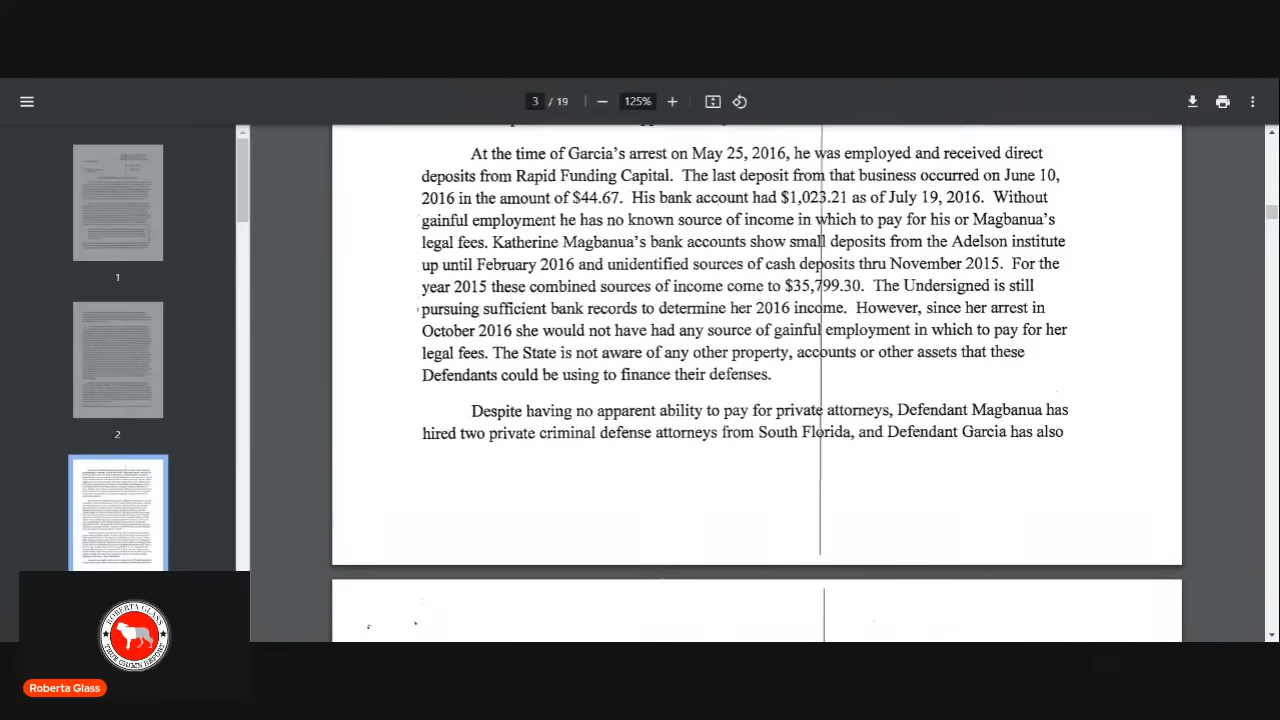 3 / 19
125%
At the time of Garcia's arrest on May 25, 2016, he was employed and received direct
deposits from Rapid Funding Capital. The last deposit from that business occurred on June 10,
2016 in the amount of $44.67. His bank account had $1,023.21 as of July 19, 2016. Without
gainful employment he has no known source of income in which to pay for his or Magbanua's
legal fees. Katherine Magbanua's bank accounts show small deposits from the Adelson institute
up until February 2016 and unidentified sources of cash deposits thru November 2015. For the
year 2015 these combined sources of income come to $35,799.30. The Undersigned is still
pursuing sufficient bank records to determine her 2016 income. However, since her arrest in
October 2016 she would not have had any source of gainful employment in which to pay for her
legal fees. The State is not aware of any other property, accounts or other assets that these
Defendants could be using to finance their defenses.
Despite having no apparent ability to pay for private attorneys, Defendant Magbanua has
hired two private criminal defense attorneys from South Florida, and Defendant Garcia has also
1
2
ROBERTA GLASS
TRUE CRIME REPORT
Roberta Glass